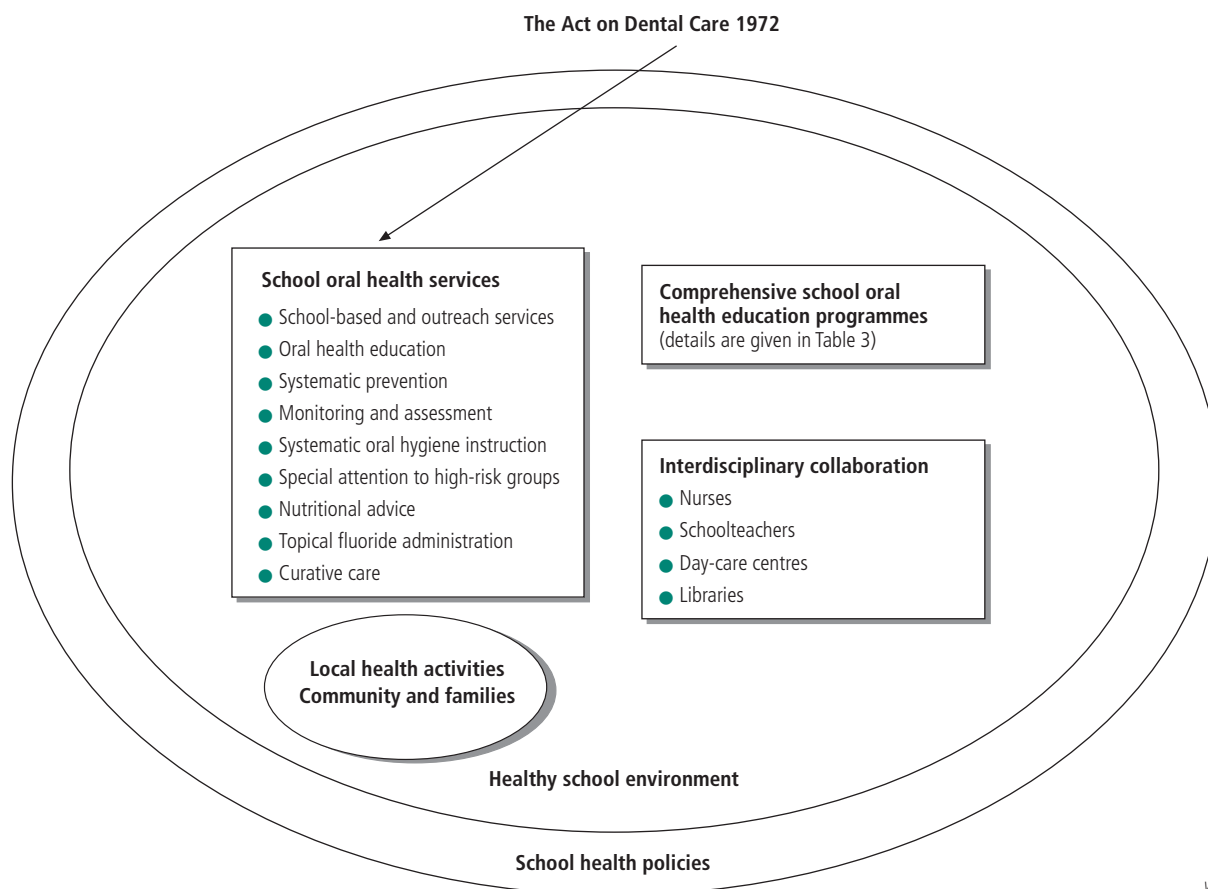 The Act on Dental Care 1972
School oral health services
School-based and outreach services
Oral health education
Systematic prevention
Monitoring and assessment
Systematic oral hygiene instruction
Special attention to high-risk groups
Nutritional advice
Topical fluoride administration
Curative care
Comprehensive school oral
health education programmes
(details are given in Table 3)
Interdisciplinary collaboration
Nurses
Schoolteachers
Day-care centres
Libraries
Local health activities
Community and families
Healthy school environment
School health policies